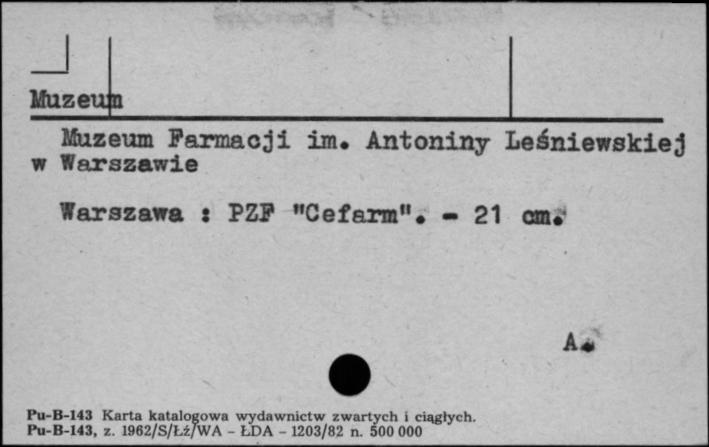 Muzeum
Muzeum Farmacji im. Antoniny Leśniewskiej
w Warszawie
Warszawa : PZF "Cefarm". - 21 cm.
A.
Pu-B-143 Karta katalogowa wydawnictw zwartych i ciągłych.
Pu-B-143, z. 1962/S/Łź/WA - ŁDA - 1203/82 n. 500 000